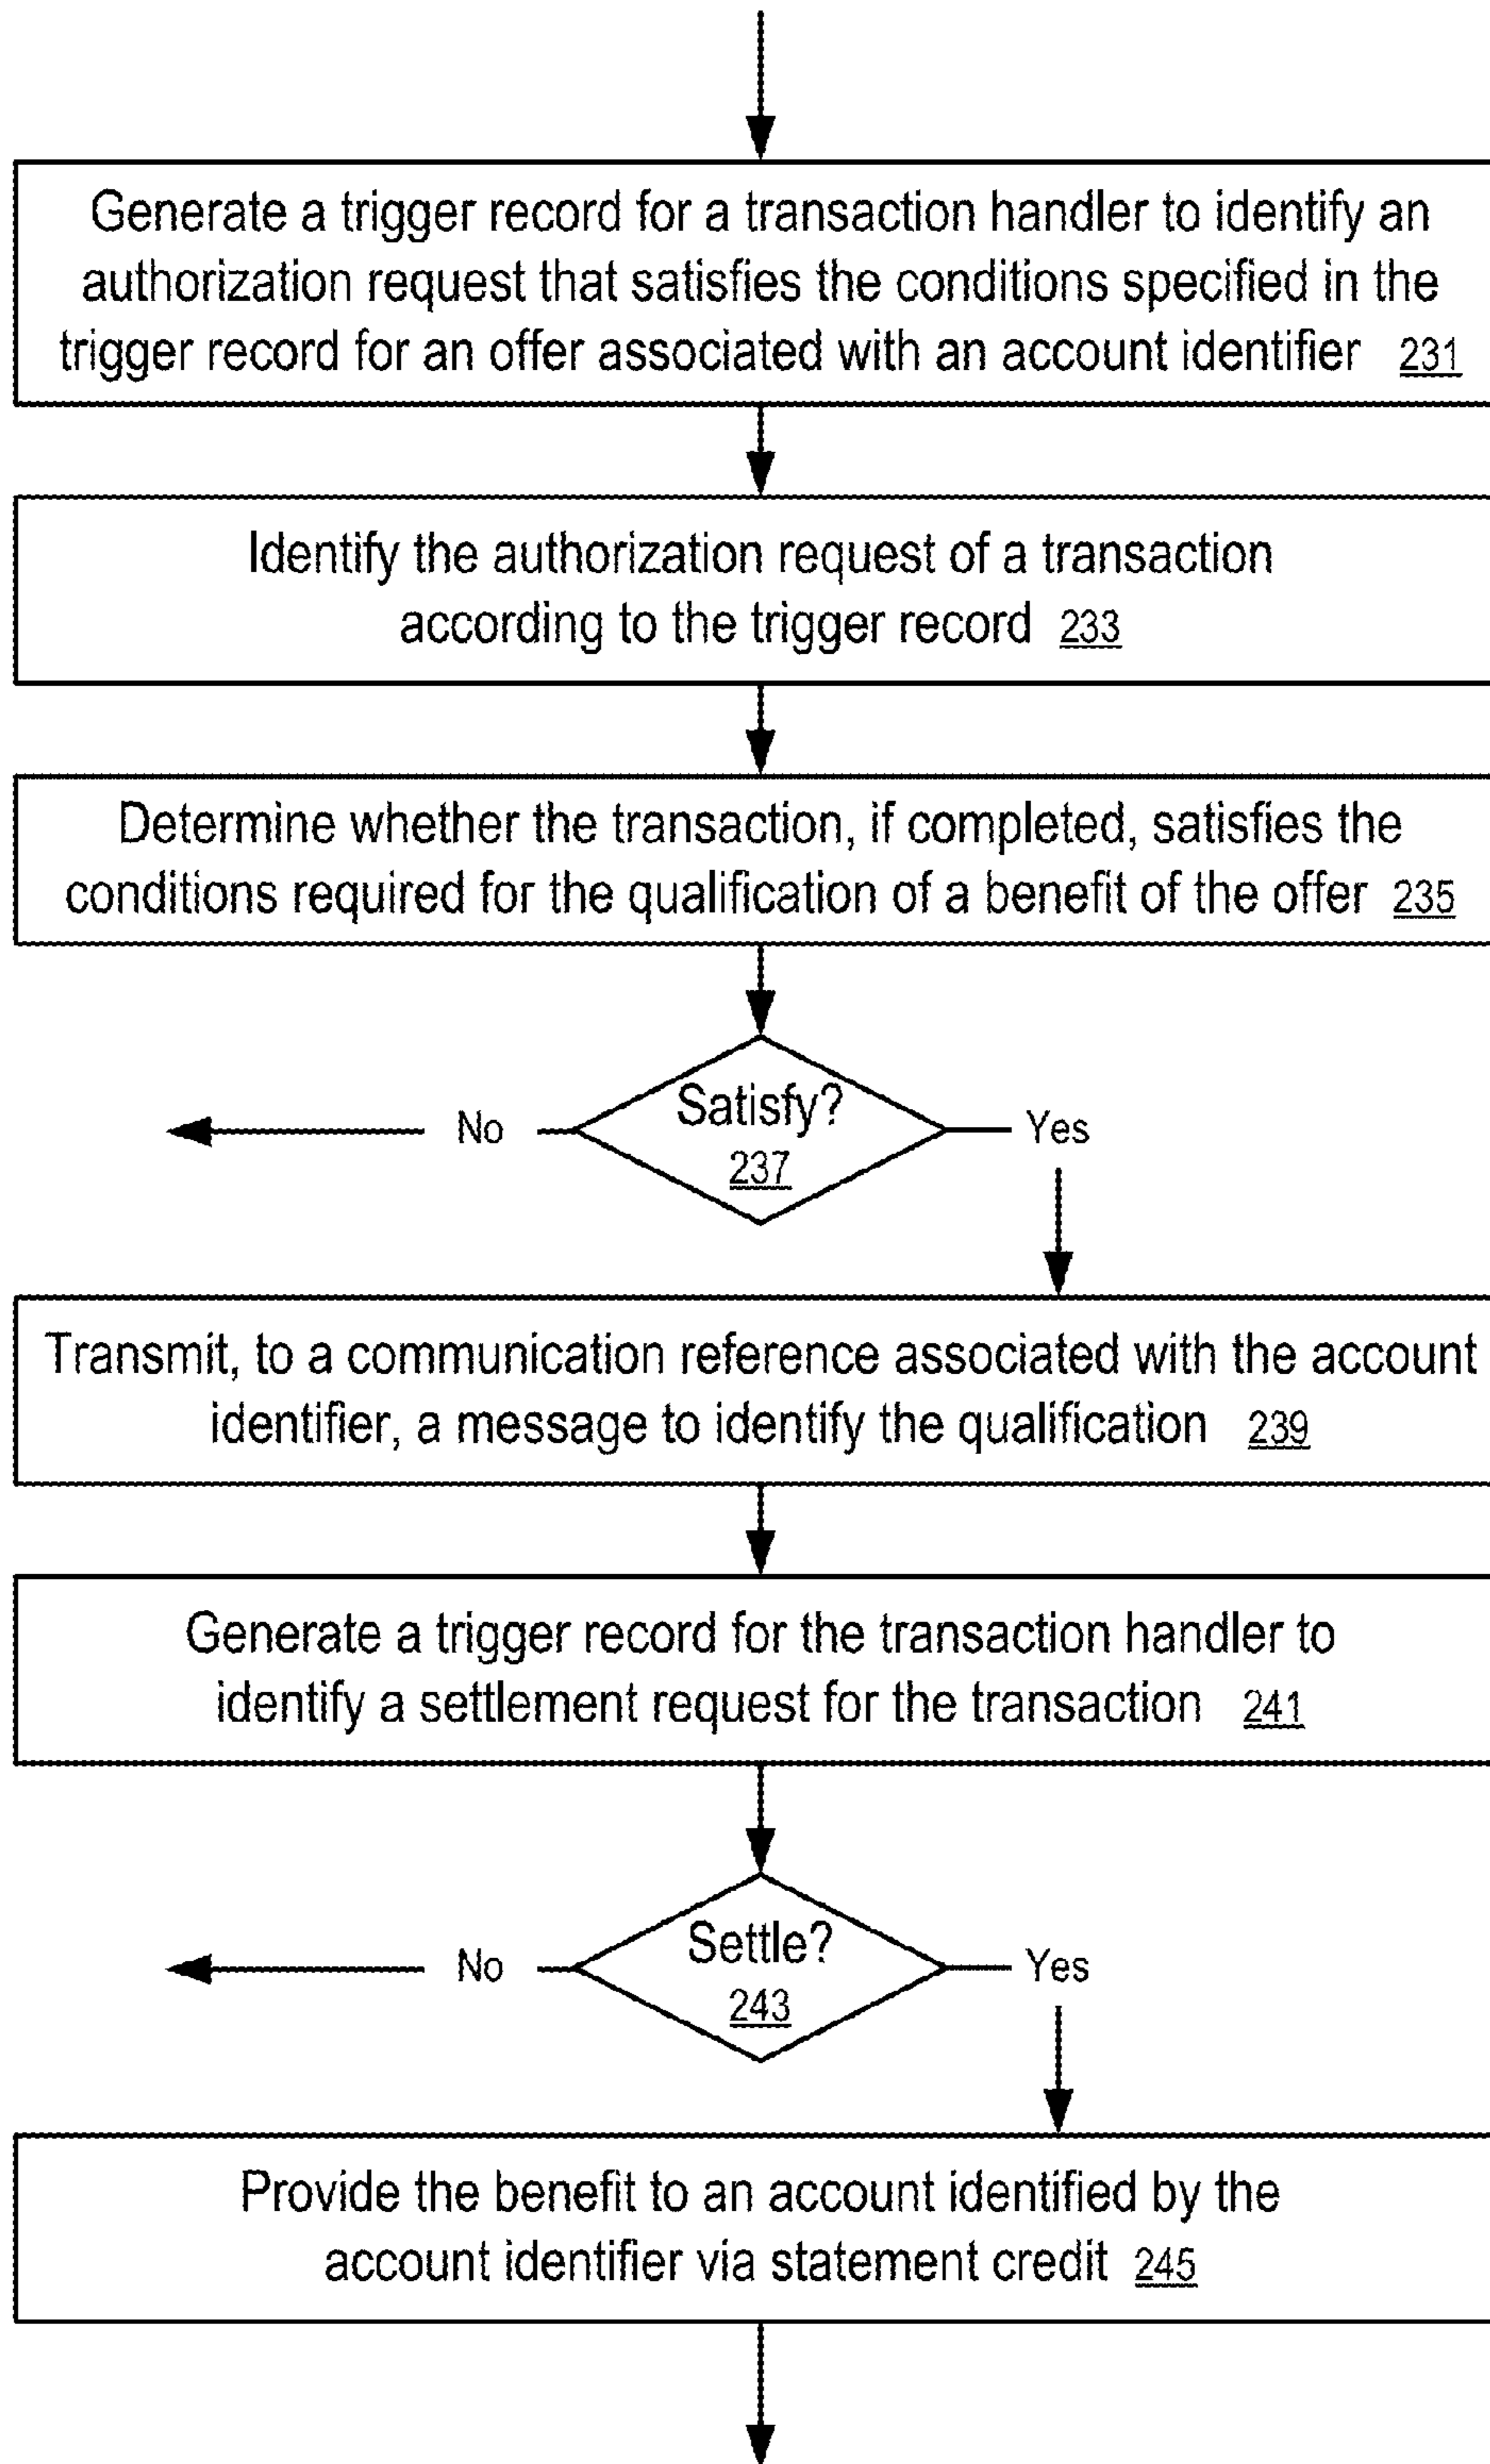 Generate a trigger record for a transaction handler to identify an
authorization request that satisfies the conditions specified in the
trigger record for an offer associated with an account identifier 231
Identify the authorization request of a transaction
according to the trigger record 233
Determine whether the transaction, if completed, satisfies the
conditions required for the qualification of a benefit of the offer 235
Satisfy?
No
Yes
237
Transmit, to a communication reference associated with the account
identifier, a message to identify the qualification 239
Generate a trigger record for the transaction handler to
identify a settlement request for the transaction 241
Settle?
No
Yes
243
Provide the benefit to an account identified by the
account identifier via statement credit 245